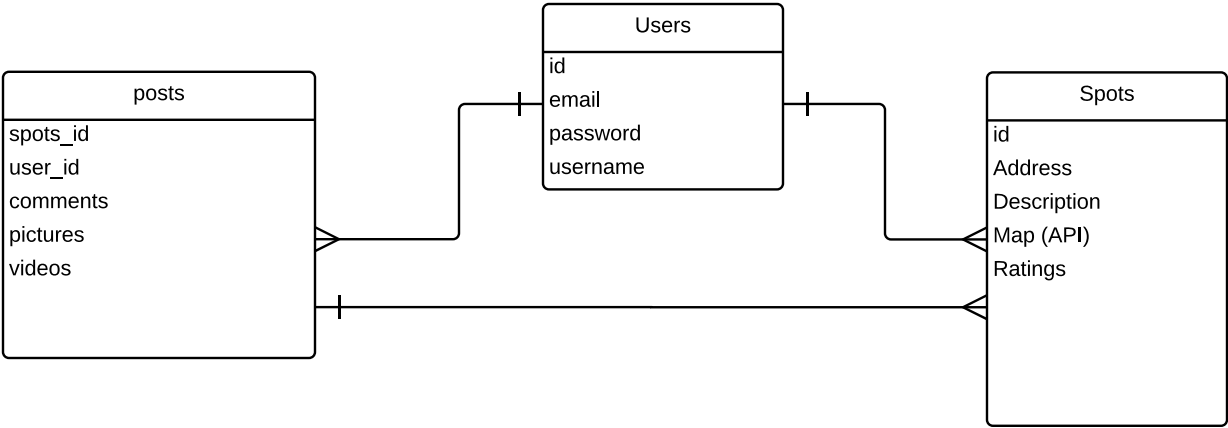 posts
spots_id
user_id
comments
pictures
videos
Users
id
email
password
username
Spots
id
Address
Description
Map (API)
Ratings